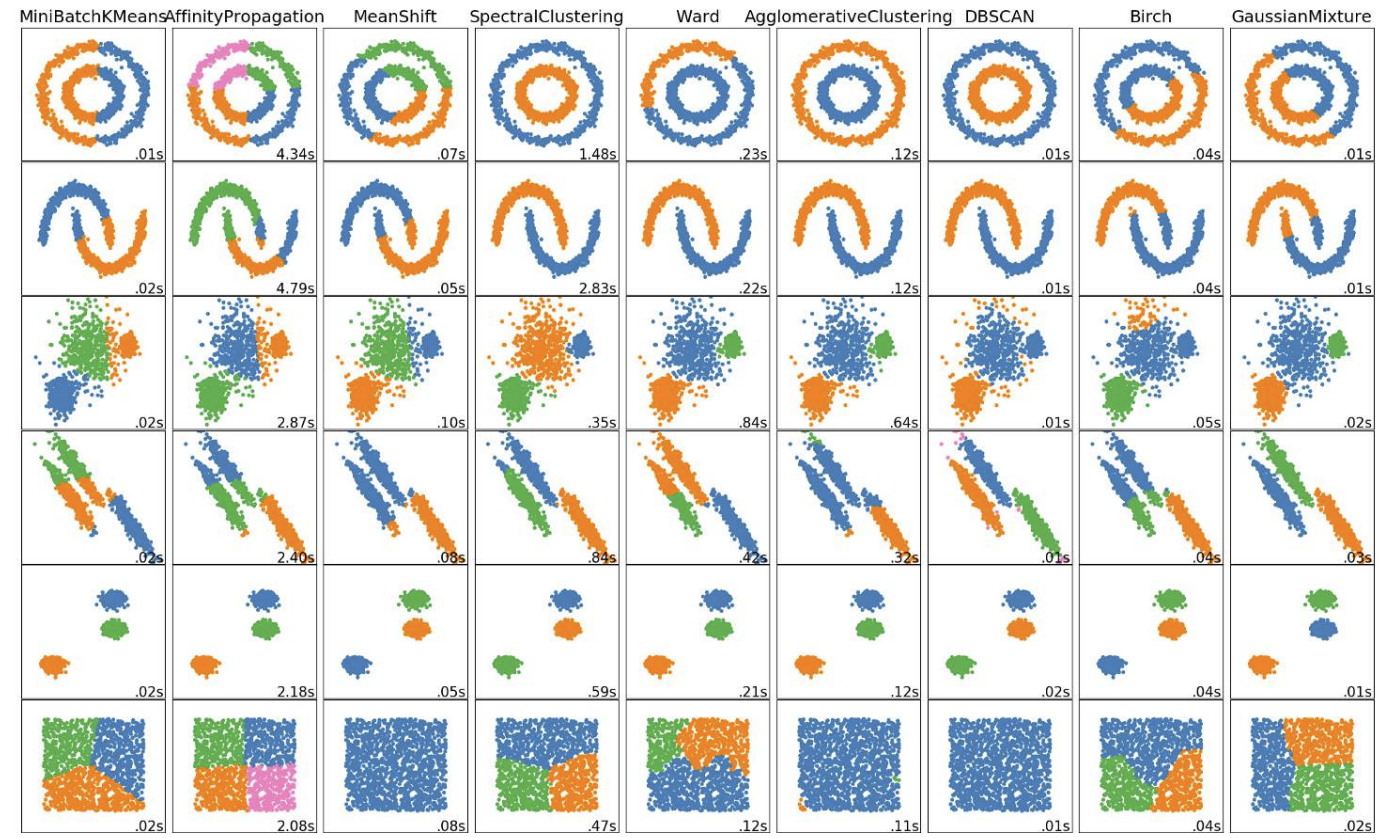 MiniBatchKMeans AffinityPropagation MeanShift SpectralClustering Ward AgglomerativeClustering DBSCAN Birch GaussianMixture
.01s 4.34s .07s 1.48s .23s .12s .01s .04s .01s
.02s 4.79s .05s 2.83s .22s .12s .01s .04s .01s
.02s 2.87s .10s .35s .84s .64s .01s .05s .02s
.02s 2.40s .08s .84s .42s .32s .01s .04s .03s
.02s 2.18s .05s .59s .21s .12s .02s .04s .01s
.02s 2.08s .08s .47s .12s .11s .01s .04s .02s